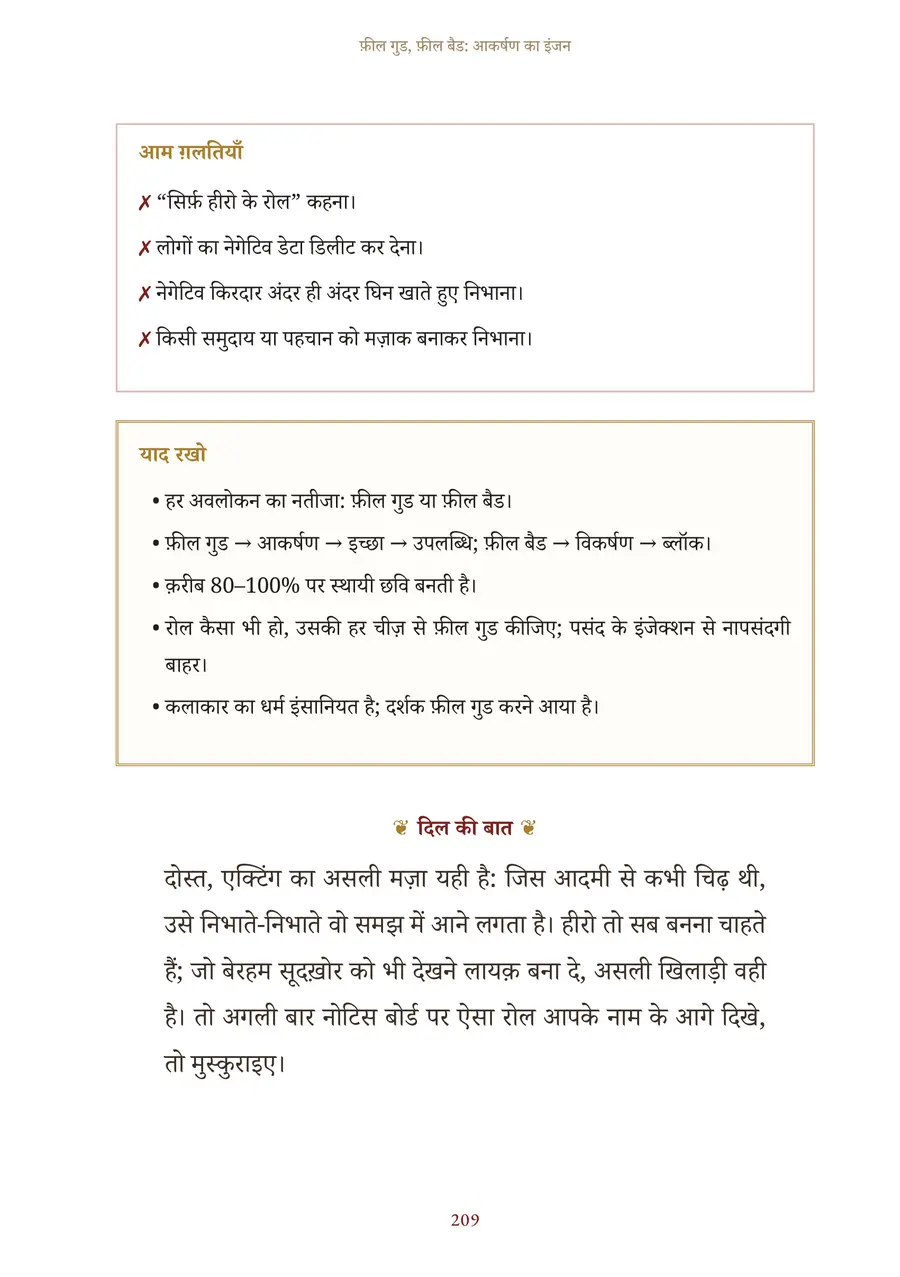 फ़ील गुड, फ़ील बैड: आकर्षण का इंजन
आम ग़लतियाँ
✗ “सिर्फ़ हीरो के रोल” कहना।
✗ लोगों का नेगेटिव डेटा डिलीट कर देना।
✗ नेगेटिव किरदार अंदर ही अंदर घिन खाते हुए निभाना।
✗ किसी समुदाय या पहचान को मज़ाक बनाकर निभाना।
याद रखो
• हर अवलोकन का नतीजा: फ़ील गुड या फ़ील बैड।
• फ़ील गुड → आकर्षण → इच्छा → उपलब्धि; फ़ील बैड → विकर्षण → ब्लॉक।
• क़रीब 80–100% पर स्थायी छवि बनती है।
• रोल कैसा भी हो, उसकी हर चीज़ से फ़ील गुड कीजिए; पसंद के इंजेक्शन से नापसंदगी
बाहर।
• कलाकार का धर्म इंसानियत है; दर्शक फ़ील गुड करने आया है।
❦ दिल की बात ❦
दोस्त, एक्टिंग का असली मज़ा यही है: जिस आदमी से कभी चिढ़ थी,
उसे निभाते-निभाते वो समझ में आने लगता है। हीरो तो सब बनना चाहते
हैं; जो बेरहम सूदख़ोर को भी देखने लायक़ बना दे, असली खिलाड़ी वही
है। तो अगली बार नोटिस बोर्ड पर ऐसा रोल आपके नाम के आगे दिखे,
तो मुस्कुराइए।
209